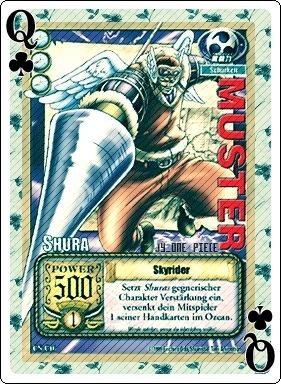 Q
Schurken
MUSTER
SHURA
JY ONE PIECE
Skyrider
POWER
500
1
Setzt Shuras gegnerischer
Charakter Verstärkung ein,
versenkt dein Mitspieler
1 seiner Handkarten im Ozean.
Q